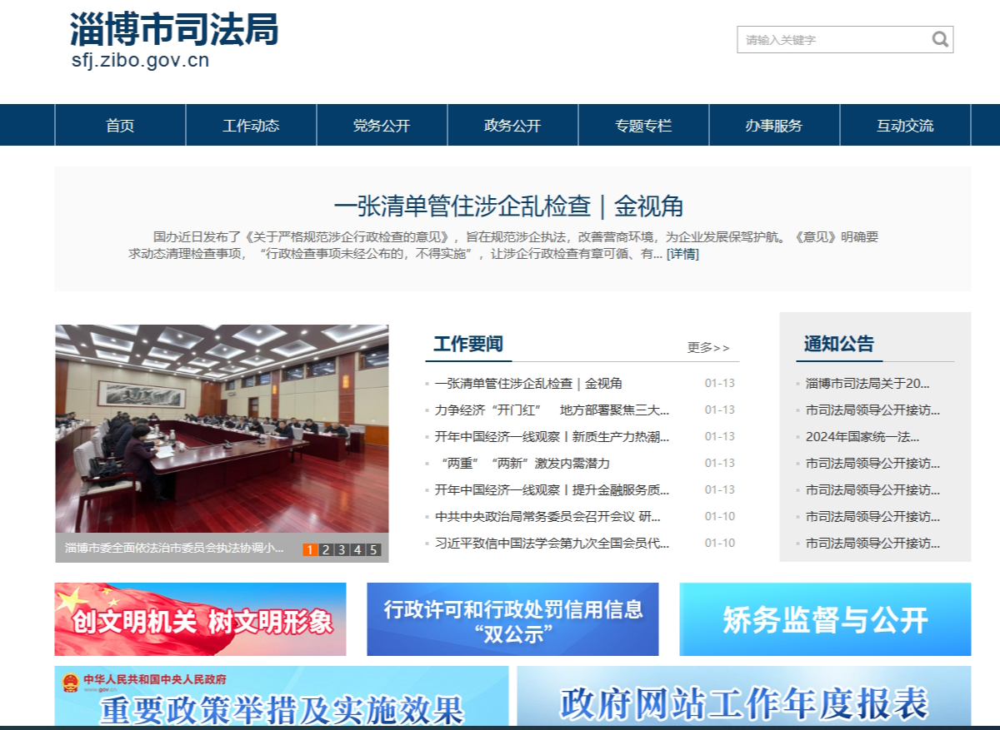 淄博市司法局
sfj.zibo.gov.cn
请输入关键字
首页
工作动态
党务公开
政务公开
专题专栏
办事服务
互动交流
一张清单管住涉企乱检查｜金视角
国办近日发布了《关于严格规范涉企行政检查的意见》，旨在规范涉企执法，改善营商环境，为企业发展保驾护航。《意见》明确要
求动态清理检查事项，“行政检查事项未经公布的，不得实施”，让涉企行政检查有章可循、有... [详情]
淄博市委全面依法治市委员会执法协调小...
1 2 3 4 5
工作要闻
更多>>
一张清单管住涉企乱检查｜金视角 01-13
力争经济“开门红” 地方部署聚焦三大... 01-13
开年中国经济一线观察丨新质生产力热潮... 01-13
“两重”“两新”激发内需潜力 01-13
开年中国经济一线观察丨提升金融服务质... 01-13
中共中央政治局常务委员会召开会议 研... 01-10
习近平致信中国法学会第九次全国会员代... 01-10
通知公告
淄博市司法局关于20...
市司法局领导公开接访...
2024年国家统一法...
市司法局领导公开接访...
市司法局领导公开接访...
市司法局领导公开接访...
市司法局领导公开接访...
创文明机关 树文明形象
行政许可和行政处罚信用信息
“双公示”
矫务监督与公开
中华人民共和国中央人民政府
www.gov.cn
重要政策举措及实施效果
政府网站工作年度报表